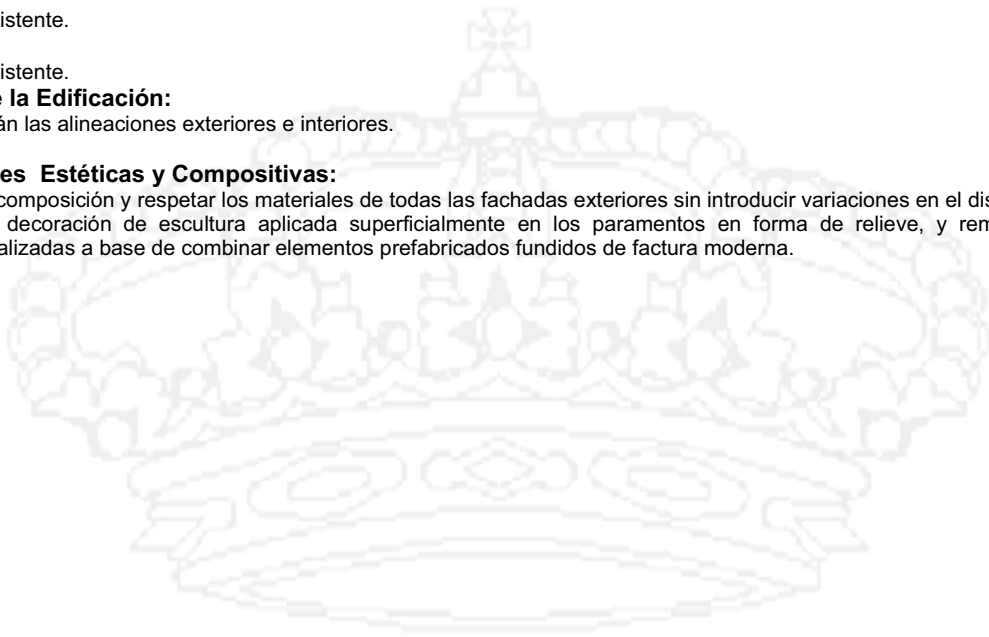 istente.
istente.
e la Edificación:
án las alineaciones exteriores e interiores.
es Estéticas y Compositivas:
composición y respetar los materiales de todas las fachadas exteriores sin introducir variaciones en el dis
decoración de escultura aplicada superficialmente en los paramentos en forma de relieve, y rem
alizadas a base de combinar elementos prefabricados fundidos de factura moderna.